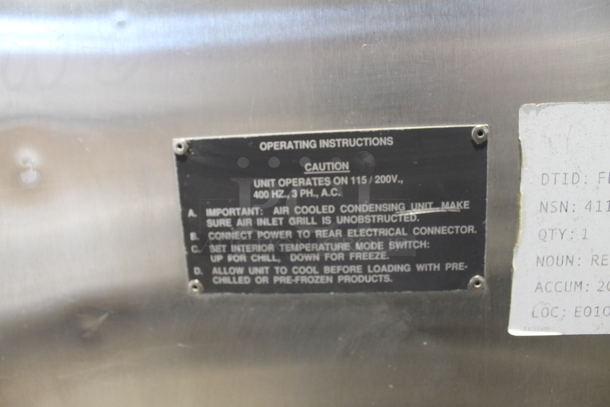 OPERATING INSTRUCTIONS
CAUTION
UNIT OPERATES ON 115 / 200V.,
400 HZ., 3 PH., A.C.
A. IMPORTANT: AIR COOLED CONDENSING UNIT MAKE
SURE AIR INLET GRILL IS UNOBSTRUCTED.
B. CONNECT POWER TO REAR ELECTRICAL CONNECTOR.
C. SET INTERIOR TEMPERATURE MODE SWITCH:
UP FOR CHILL, DOWN FOR FREEZE.
D. ALLOW UNIT TO COOL BEFORE LOADING WITH PRE-
CHILLED OR PRE-FROZEN PRODUCTS.
DTID: F
NSN: 411
QTY: 1
NOUN: RE
ACCUM: 20
LOC: E010